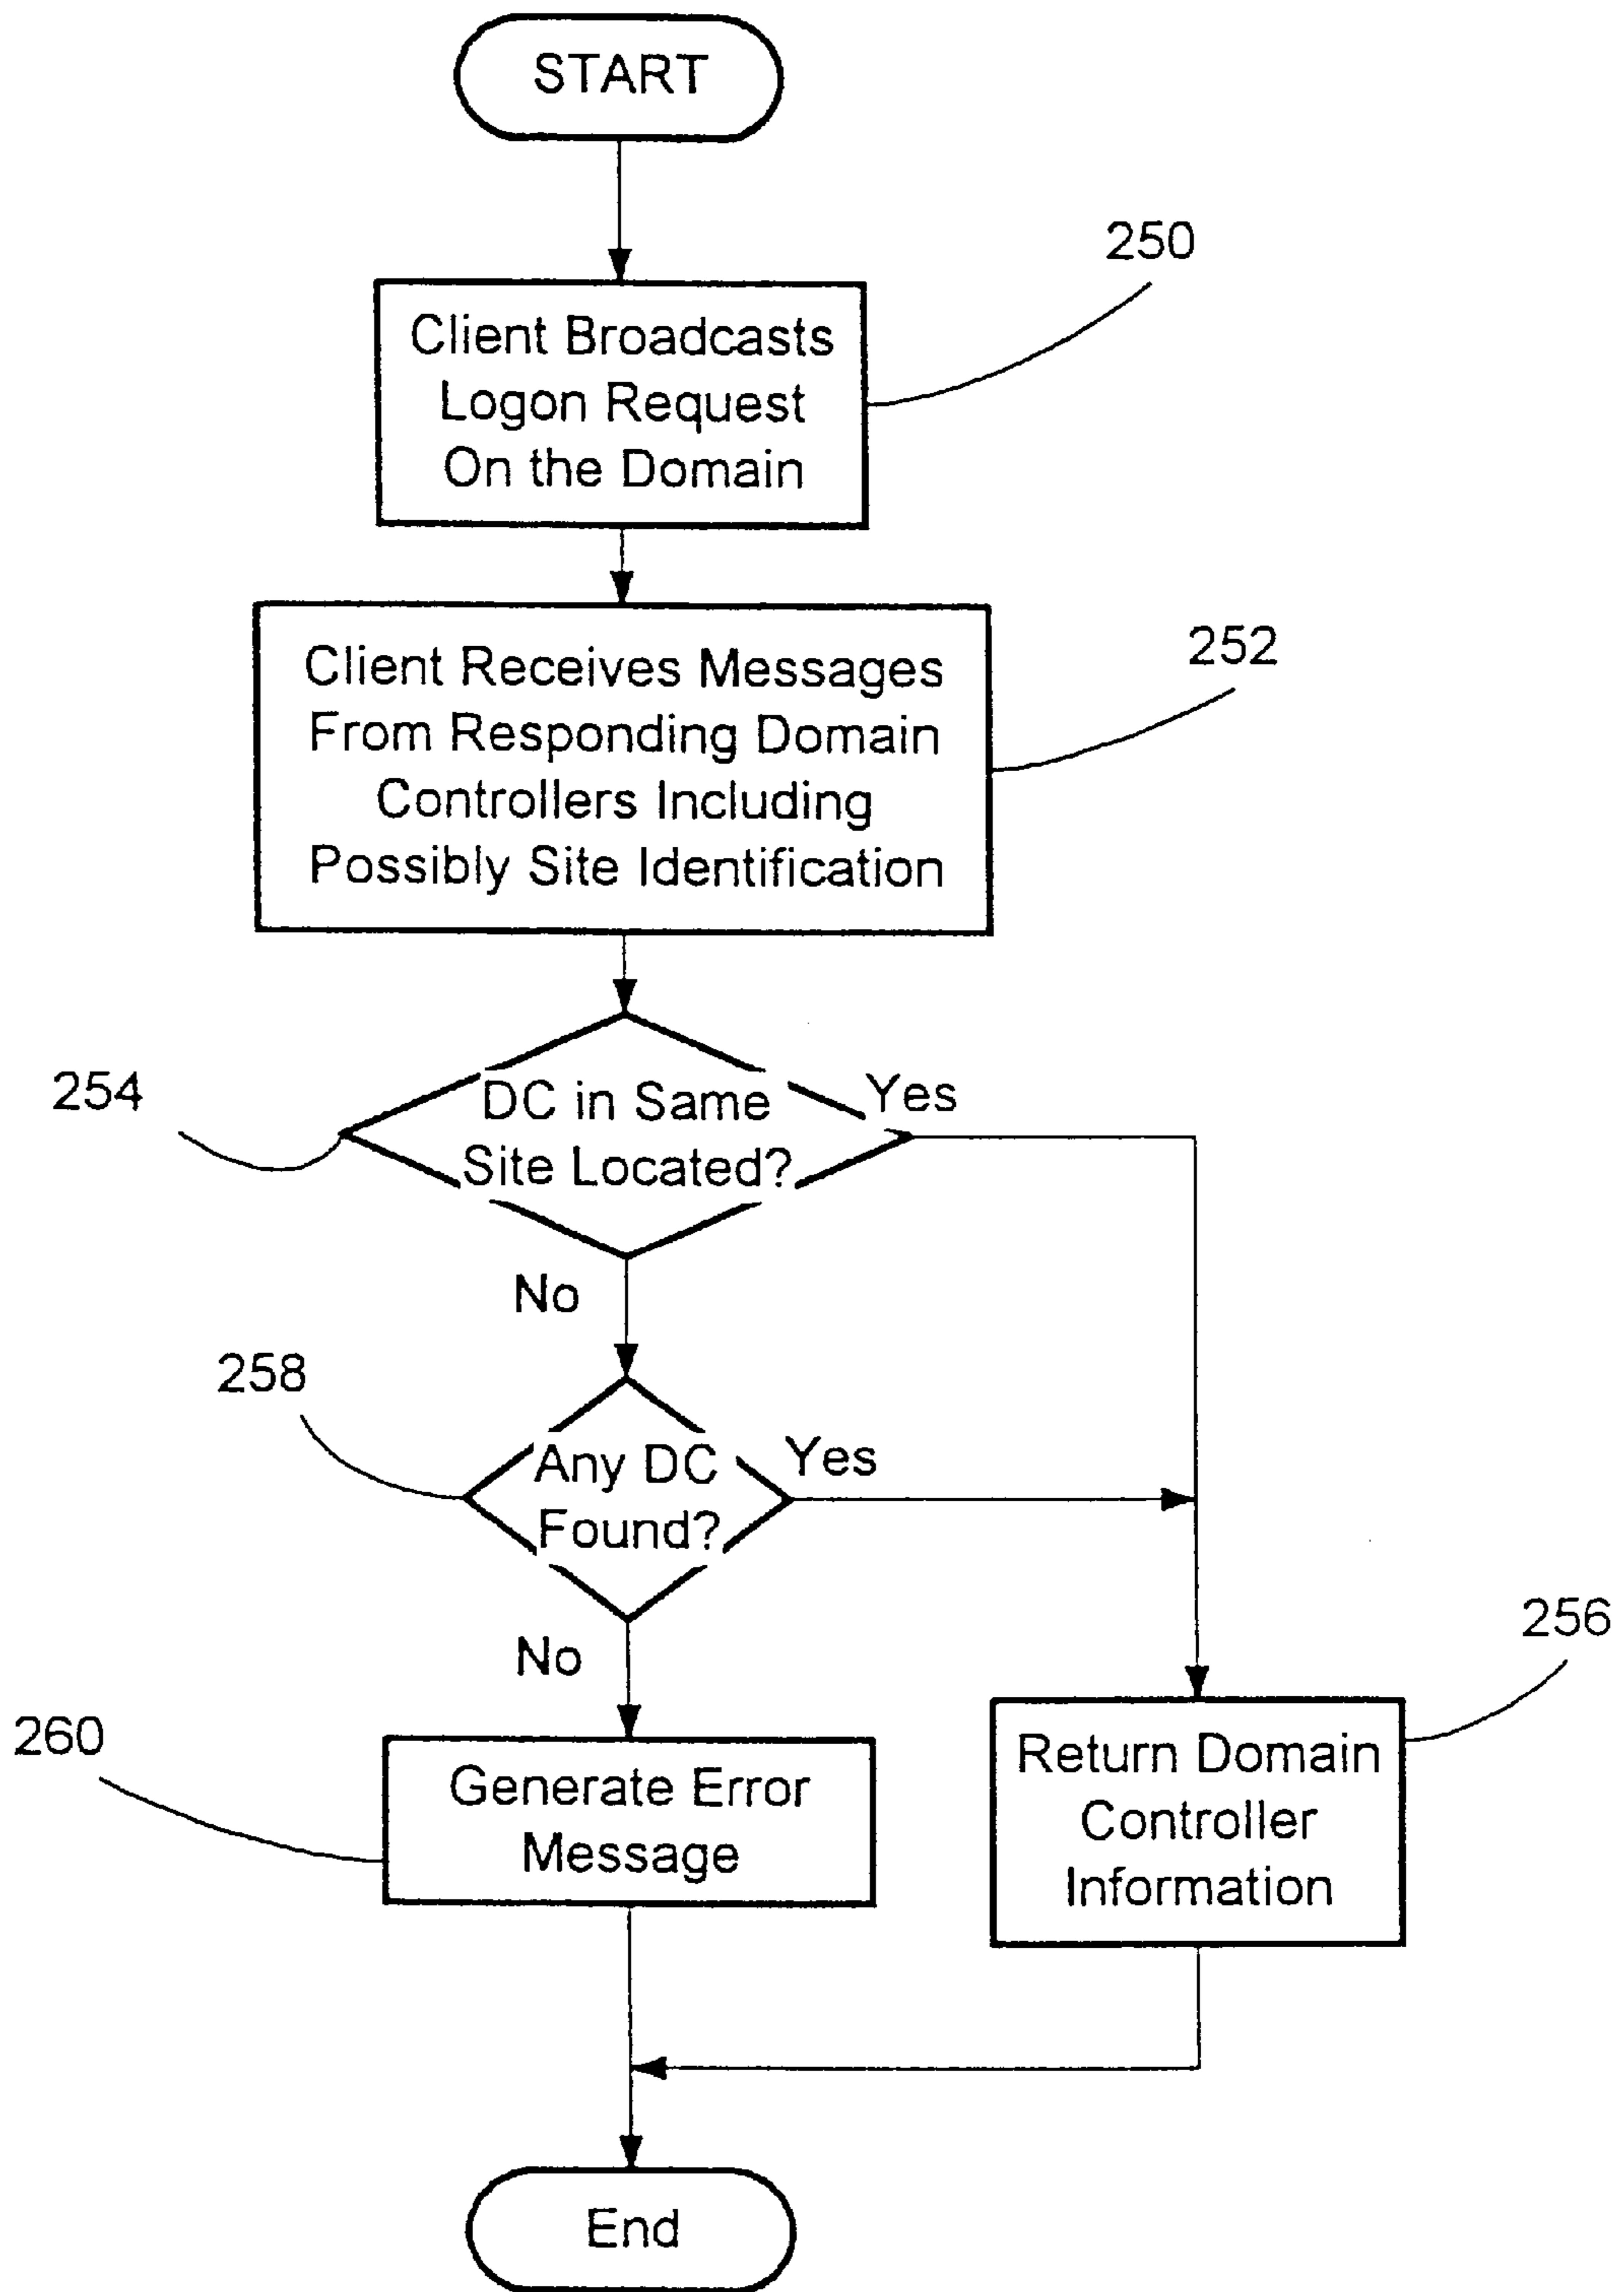 START
250
Client Broadcasts
Logon Request
On the Domain
252
Client Receives Messages
From Responding Domain
Controllers Including
Possibly Site Identification
254
DC in Same
Site Located?
Yes
No
258
Any DC
Found?
Yes
No
256
260
Generate Error
Message
Return Domain
Controller
Information
End